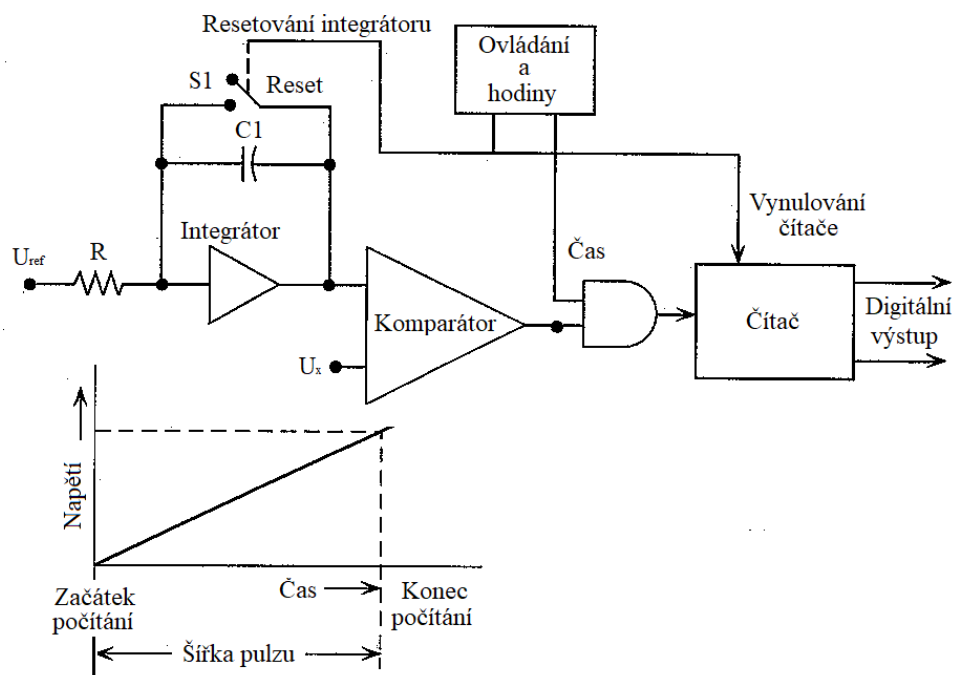 Resetování integrátoru
Ovládání
a
hodiny
S1
Reset
C1
Vynulování
čítače
Integrátor
Uref
R
Čas
Komparátor
Čítač
Digitální
výstup
Ux
Napětí
Čas
Začátek
počítání
Konec
počítání
Šířka pulzu